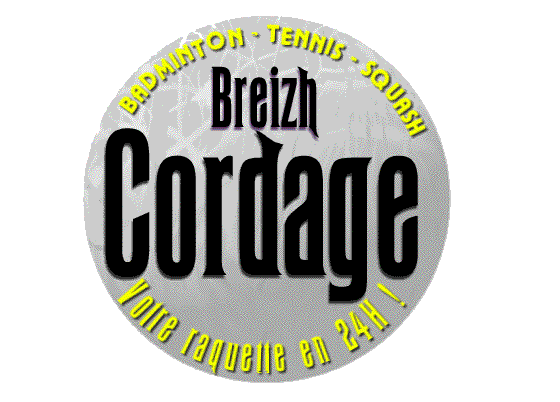 BADMINTON - TENNIS - SQUASH
Breizh
Cordage
Votre raquette en 24H !